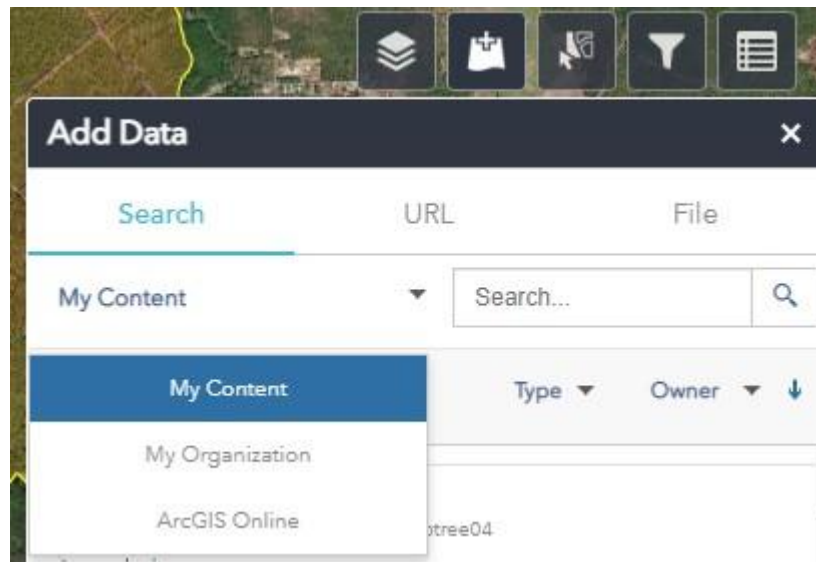 Add Data
Search URL File
My Content Search...
My Content Type Owner
My Organization
ArcGIS Online